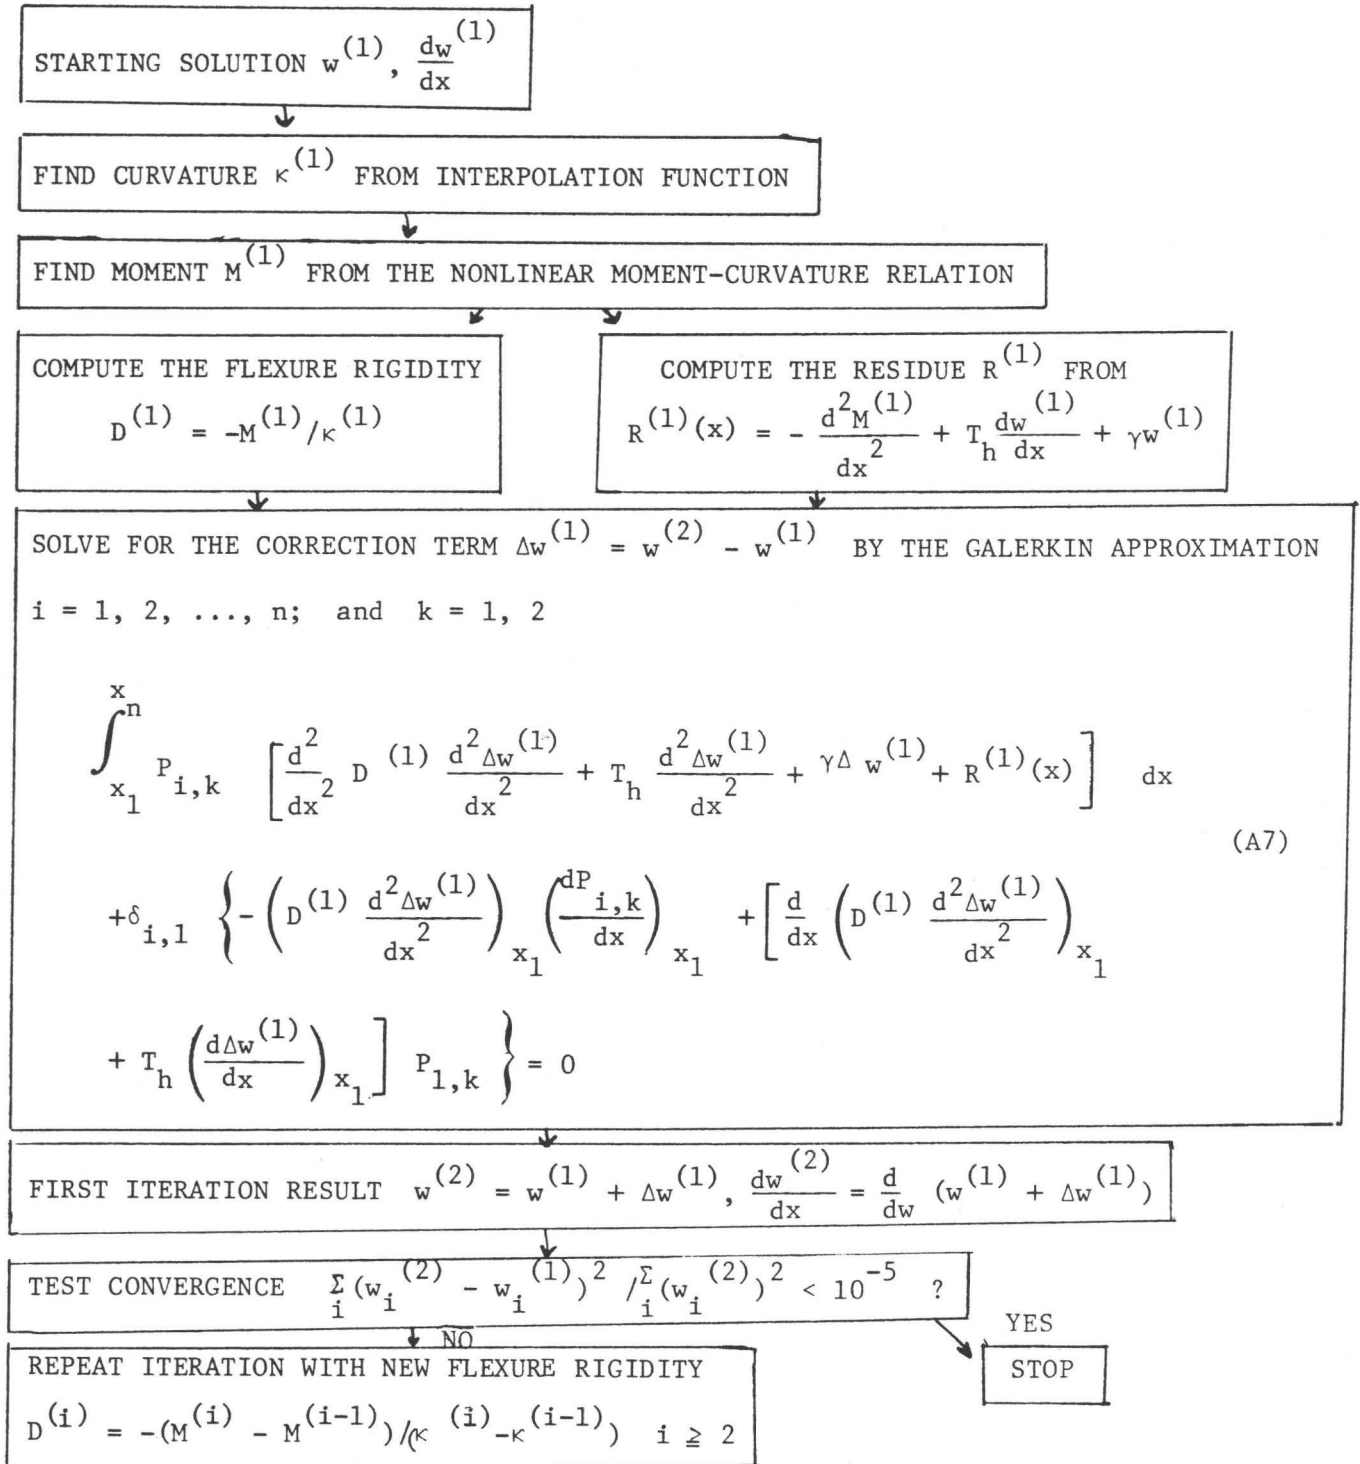 STARTING SOLUTION w^(1), dw^(1)/dx
FIND CURVATURE κ^(1) FROM INTERPOLATION FUNCTION
FIND MOMENT M^(1) FROM THE NONLINEAR MOMENT-CURVATURE RELATION
COMPUTE THE FLEXURE RIGIDITY
D^(1) = -M^(1)/κ^(1)
COMPUTE THE RESIDUE R^(1) FROM
R^(1)(x) = - d^2M^(1)/dx^2 + T_h dw^(1)/dx + γw^(1)
SOLVE FOR THE CORRECTION TERM Δw^(1) = w^(2) - w^(1) BY THE GALERKIN APPROXIMATION
i = 1, 2, ..., n; and k = 1, 2
∫_{x_1}^{x_n} P_{i,k} [d^2/dx^2 D^(1) d^2Δw^(1)/dx^2 + T_h d^2Δw^(1)/dx^2 + γΔ w^(1) + R^(1)(x)] dx
(A7)
+δ_{i,1} {-(D^(1) d^2Δw^(1)/dx^2)_{x_1} (dP_{i,k}/dx)_{x_1} + [d/dx (D^(1) d^2Δw^(1)/dx^2)_{x_1}
+ T_h (dΔw^(1)/dx)_{x_1}] P_{1,k} } = 0
FIRST ITERATION RESULT w^(2) = w^(1) + Δw^(1), dw^(2)/dx = d/dw (w^(1) + Δw^(1))
TEST CONVERGENCE Σ_i (w_i^(2) - w_i^(1))^2 /Σ_i (w_i^(2))^2 < 10^-5 ?
YES
NO
STOP
REPEAT ITERATION WITH NEW FLEXURE RIGIDITY
D^(i) = -(M^(i) - M^(i-1))/(κ^(i)-κ^(i-1)) i ≧ 2